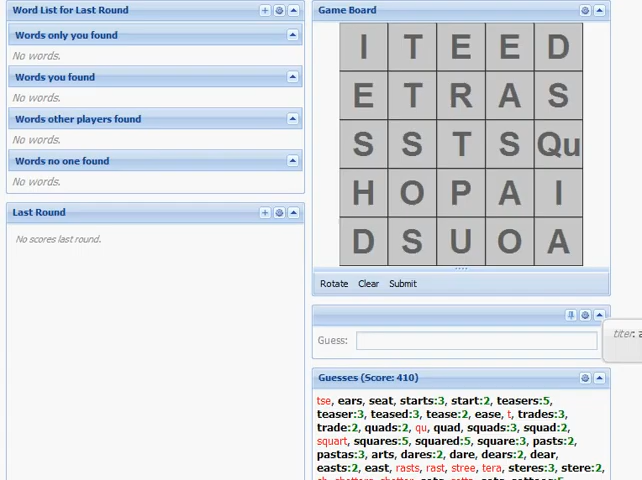 Word List for Last Round
Words only you found
No words.
Words you found
No words.
Words other players found
No words.
Words no one found
No words.
Last Round
No scores last round.
Game Board
I T E E D
E T R A S
S S T S Qu
H O P A I
D S U O A
Rotate Clear Submit
Guess:
titer: a
Guesses (Score: 410)
tse, ears, seat, starts:3, start:2, teasers:5,
teaser:3, teased:3, tease:2, ease, t, trades:3,
trade:2, quads:2, qu, quad, squads:3, squad:2,
squart, squares:5, squared:5, square:3, pasts:2,
pastas:3, arts, dares:2, dare, dears:2, dear,
easts:2, east, rasts, rast, stree, tera, steres:3, stere:2,